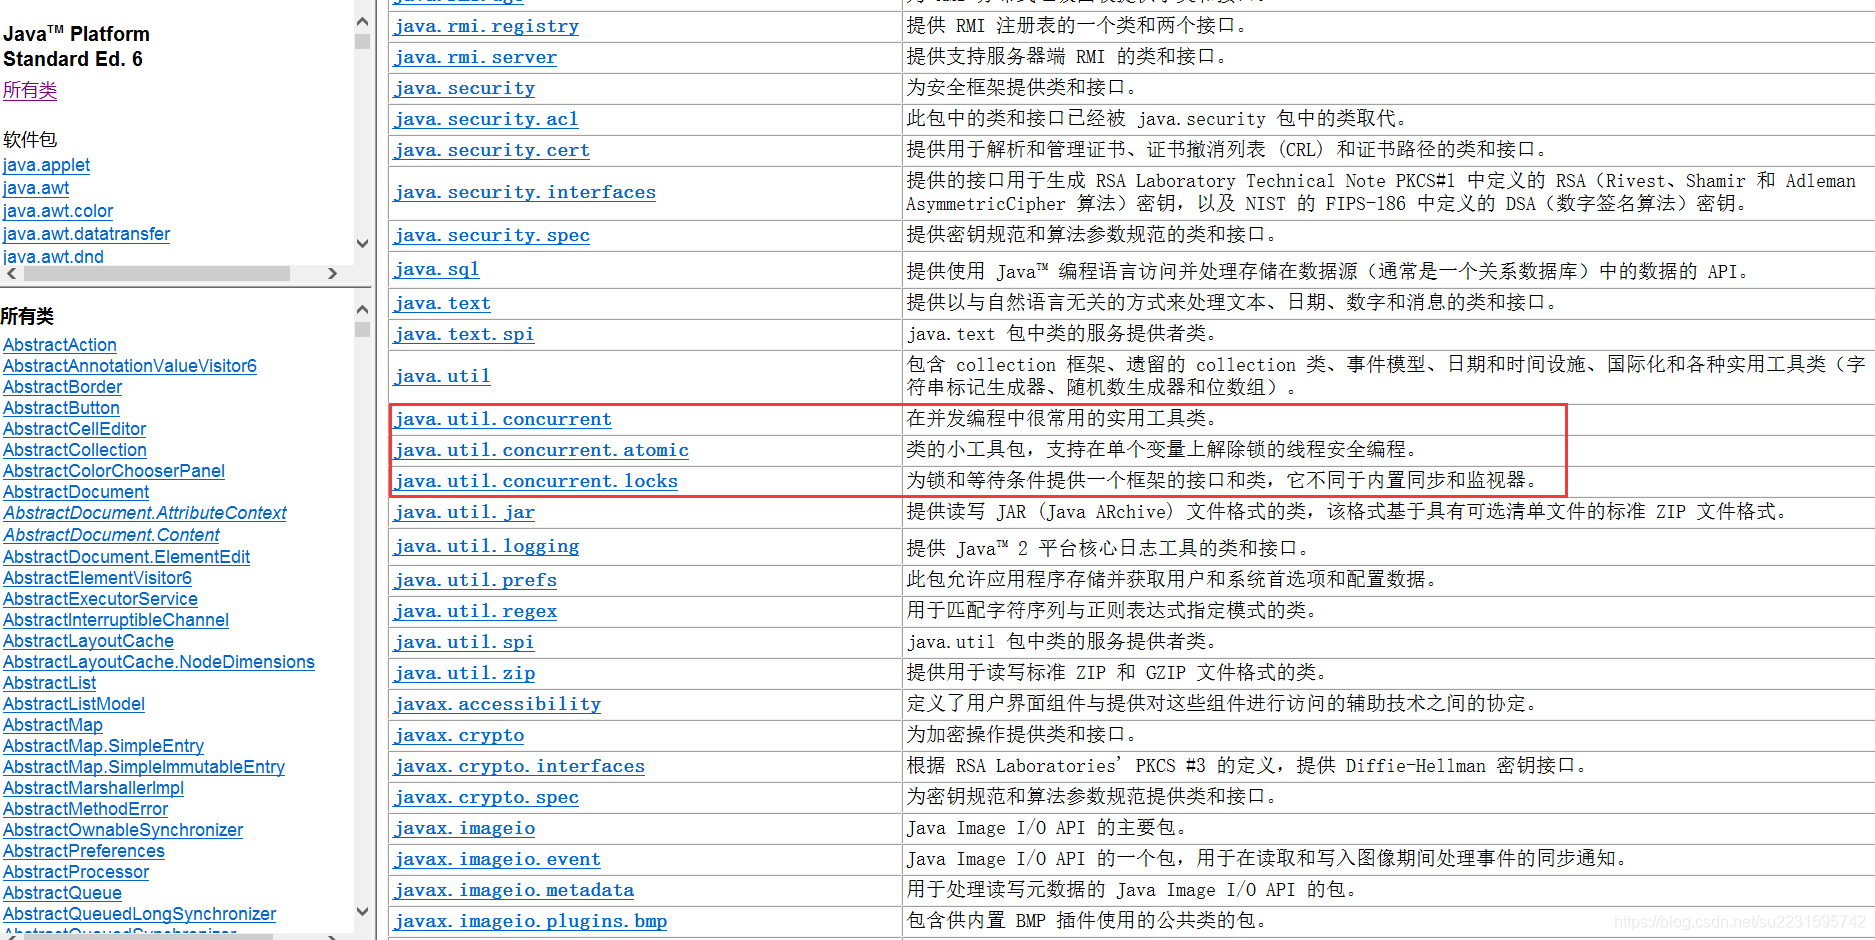 Java™ Platform
Standard Ed. 6
所有类
软件包
java.applet
java.awt
java.awt.color
java.awt.datatransfer
java.awt.dnd
所有类
AbstractAction
AbstractAnnotationValueVisitor6
AbstractBorder
AbstractButton
AbstractCellEditor
AbstractCollection
AbstractColorChooserPanel
AbstractDocument
AbstractDocument.AttributeContext
AbstractDocument.Content
AbstractDocument.ElementEdit
AbstractElementVisitor6
AbstractExecutorService
AbstractInterruptibleChannel
AbstractLayoutCache
AbstractLayoutCache.NodeDimensions
AbstractList
AbstractListModel
AbstractMap
AbstractMap.SimpleEntry
AbstractMap.SimpleImmutableEntry
AbstractMarshallerImpl
AbstractMethodError
AbstractOwnableSynchronizer
AbstractPreferences
AbstractProcessor
AbstractQueue
AbstractQueuedLongSynchronizer
AbstractQueuedSynchronizer
java.rmi.registry 提供 RMI 注册表的一个类和两个接口。
java.rmi.server 提供支持服务器端 RMI 的类和接口。
java.security 为安全框架提供类和接口。
java.security.acl 此包中的类和接口已经被 java.security 包中的类取代。
java.security.cert 提供用于解析和管理证书、证书撤消列表 (CRL) 和证书路径的类和接口。
java.security.interfaces 提供的接口用于生成 RSA Laboratory Technical Note PKCS#1 中定义的 RSA（Rivest、Shamir 和 Adleman
AsymmetricCipher 算法）密钥，以及 NIST 的 FIPS-186 中定义的 DSA（数字签名算法）密钥。
java.security.spec 提供密钥规范和算法参数规范的类和接口。
java.sql 提供使用 Java™ 编程语言访问并处理存储在数据源（通常是一个关系数据库）中的数据的 API。
java.text 提供以与自然语言无关的方式来处理文本、日期、数字和消息的类和接口。
java.text.spi java.text 包中类的服务提供者类。
java.util 包含 collection 框架、遗留的 collection 类、事件模型、日期和时间设施、国际化和各种实用工具类（字
符串标记生成器、随机数生成器和位数组）。
java.util.concurrent 在并发编程中很常用的实用工具类。
java.util.concurrent.atomic 类的小工具包，支持在单个变量上解除锁的线程安全编程。
java.util.concurrent.locks 为锁和等待条件提供一个框架的接口和类，它不同于内置同步和监视器。
java.util.jar 提供读写 JAR (Java ARchive) 文件格式的类，该格式基于具有可选清单文件的标准 ZIP 文件格式。
java.util.logging 提供 Java™ 2 平台核心日志工具的类和接口。
java.util.prefs 此包允许应用程序存储并获取用户和系统首选项和配置数据。
java.util.regex 用于匹配字符序列与正则表达式指定模式的类。
java.util.spi java.util 包中类的服务提供者类。
java.util.zip 提供用于读写标准 ZIP 和 GZIP 文件格式的类。
javax.accessibility 定义了用户界面组件与提供对这些组件进行访问的辅助技术之间的协定。
javax.crypto 为加密操作提供类和接口。
javax.crypto.interfaces 根据 RSA Laboratories' PKCS #3 的定义，提供 Diffie-Hellman 密钥接口。
javax.crypto.spec 为密钥规范和算法参数规范提供类和接口。
javax.imageio Java Image I/O API 的主要包。
javax.imageio.event Java Image I/O API 的一个包，用于在读取和写入图像期间处理事件的同步通知。
javax.imageio.metadata 用于处理读写元数据的 Java Image I/O API 的包。
javax.imageio.plugins.bmp 包含供内置 BMP 插件使用的公共类的包。
https://blog.csdn.net/su2231595742